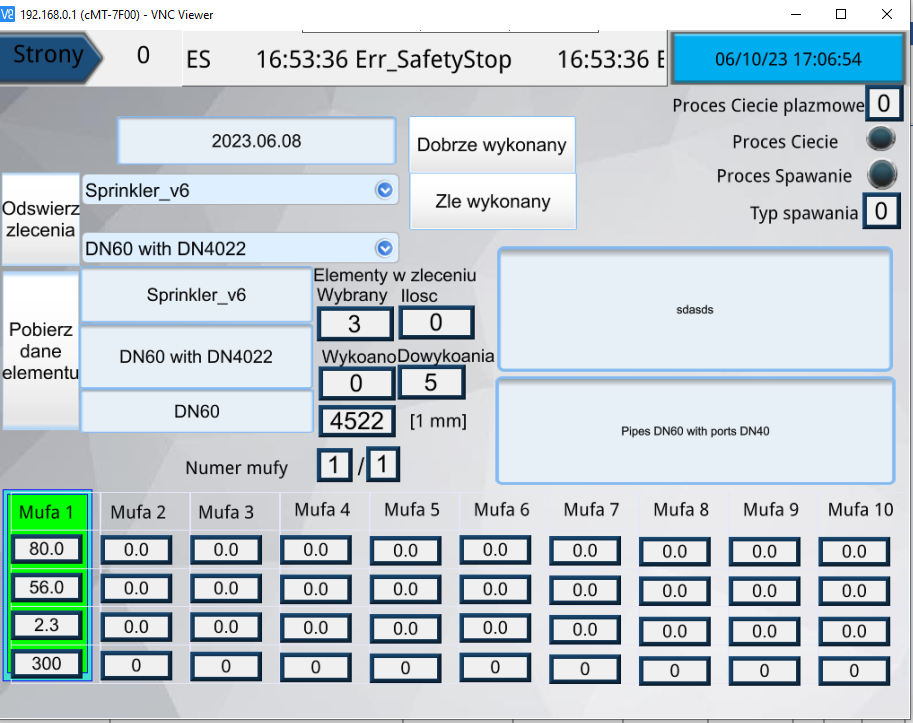 192.168.0.1 (cMT-7F00) - VNC Viewer
Strony
0
ES 16:53:36 Err_SafetyStop 16:53:36 E
06/10/23 17:06:54
Proces Ciecie plazmowe 0
2023.06.08
Dobrze wykonany
Proces Ciecie
Proces Spawanie
Odswierz
zlecenia
Sprinkler_v6
Zle wykonany
Typ spawania 0
DN60 with DN4022
Pobierz
dane
elementu
Sprinkler_v6
DN60 with DN4022
DN60
Elementy w zleceniu
Wybrany Ilosc
3 0
Wykoano Dowykoania
0 5
4522 [1 mm]
Numer mufy 1 / 1
sdasds
Pipes DN60 with ports DN40
Mufa 1 Mufa 2 Mufa 3 Mufa 4 Mufa 5 Mufa 6 Mufa 7 Mufa 8 Mufa 9 Mufa 10
80.0 0.0 0.0 0.0 0.0 0.0 0.0 0.0 0.0 0.0
56.0 0.0 0.0 0.0 0.0 0.0 0.0 0.0 0.0 0.0
2.3 0.0 0.0 0.0 0.0 0.0 0.0 0.0 0.0 0.0
300 0 0 0 0 0 0 0 0 0